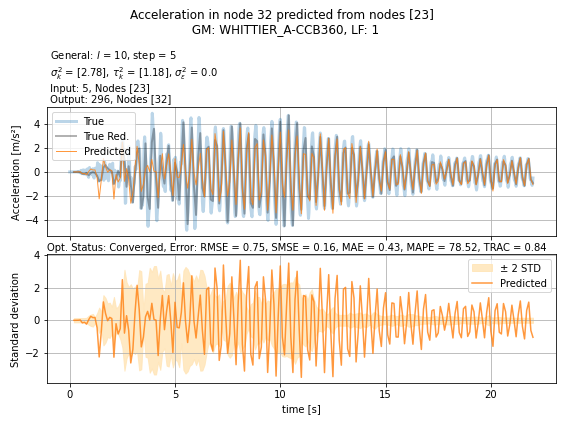 Acceleration in node 32 predicted from nodes [23]
GM: WHITTIER_A-CCB360, LF: 1
General: l = 10, step = 5
σ²ₖ = [2.78], τ²ₖ = [1.18], σ²ₑ = 0.0
Input: 5, Nodes [23]
Output: 296, Nodes [32]
True
True Red.
Predicted
Acceleration [m/s²]
4
2
0
−2
−4
Opt. Status: Converged, Error: RMSE = 0.75, SMSE = 0.16, MAE = 0.43, MAPE = 78.52, TRAC = 0.84
± 2 STD
Predicted
Standard deviation
4
2
0
−2
0 5 10 15 20
time [s]